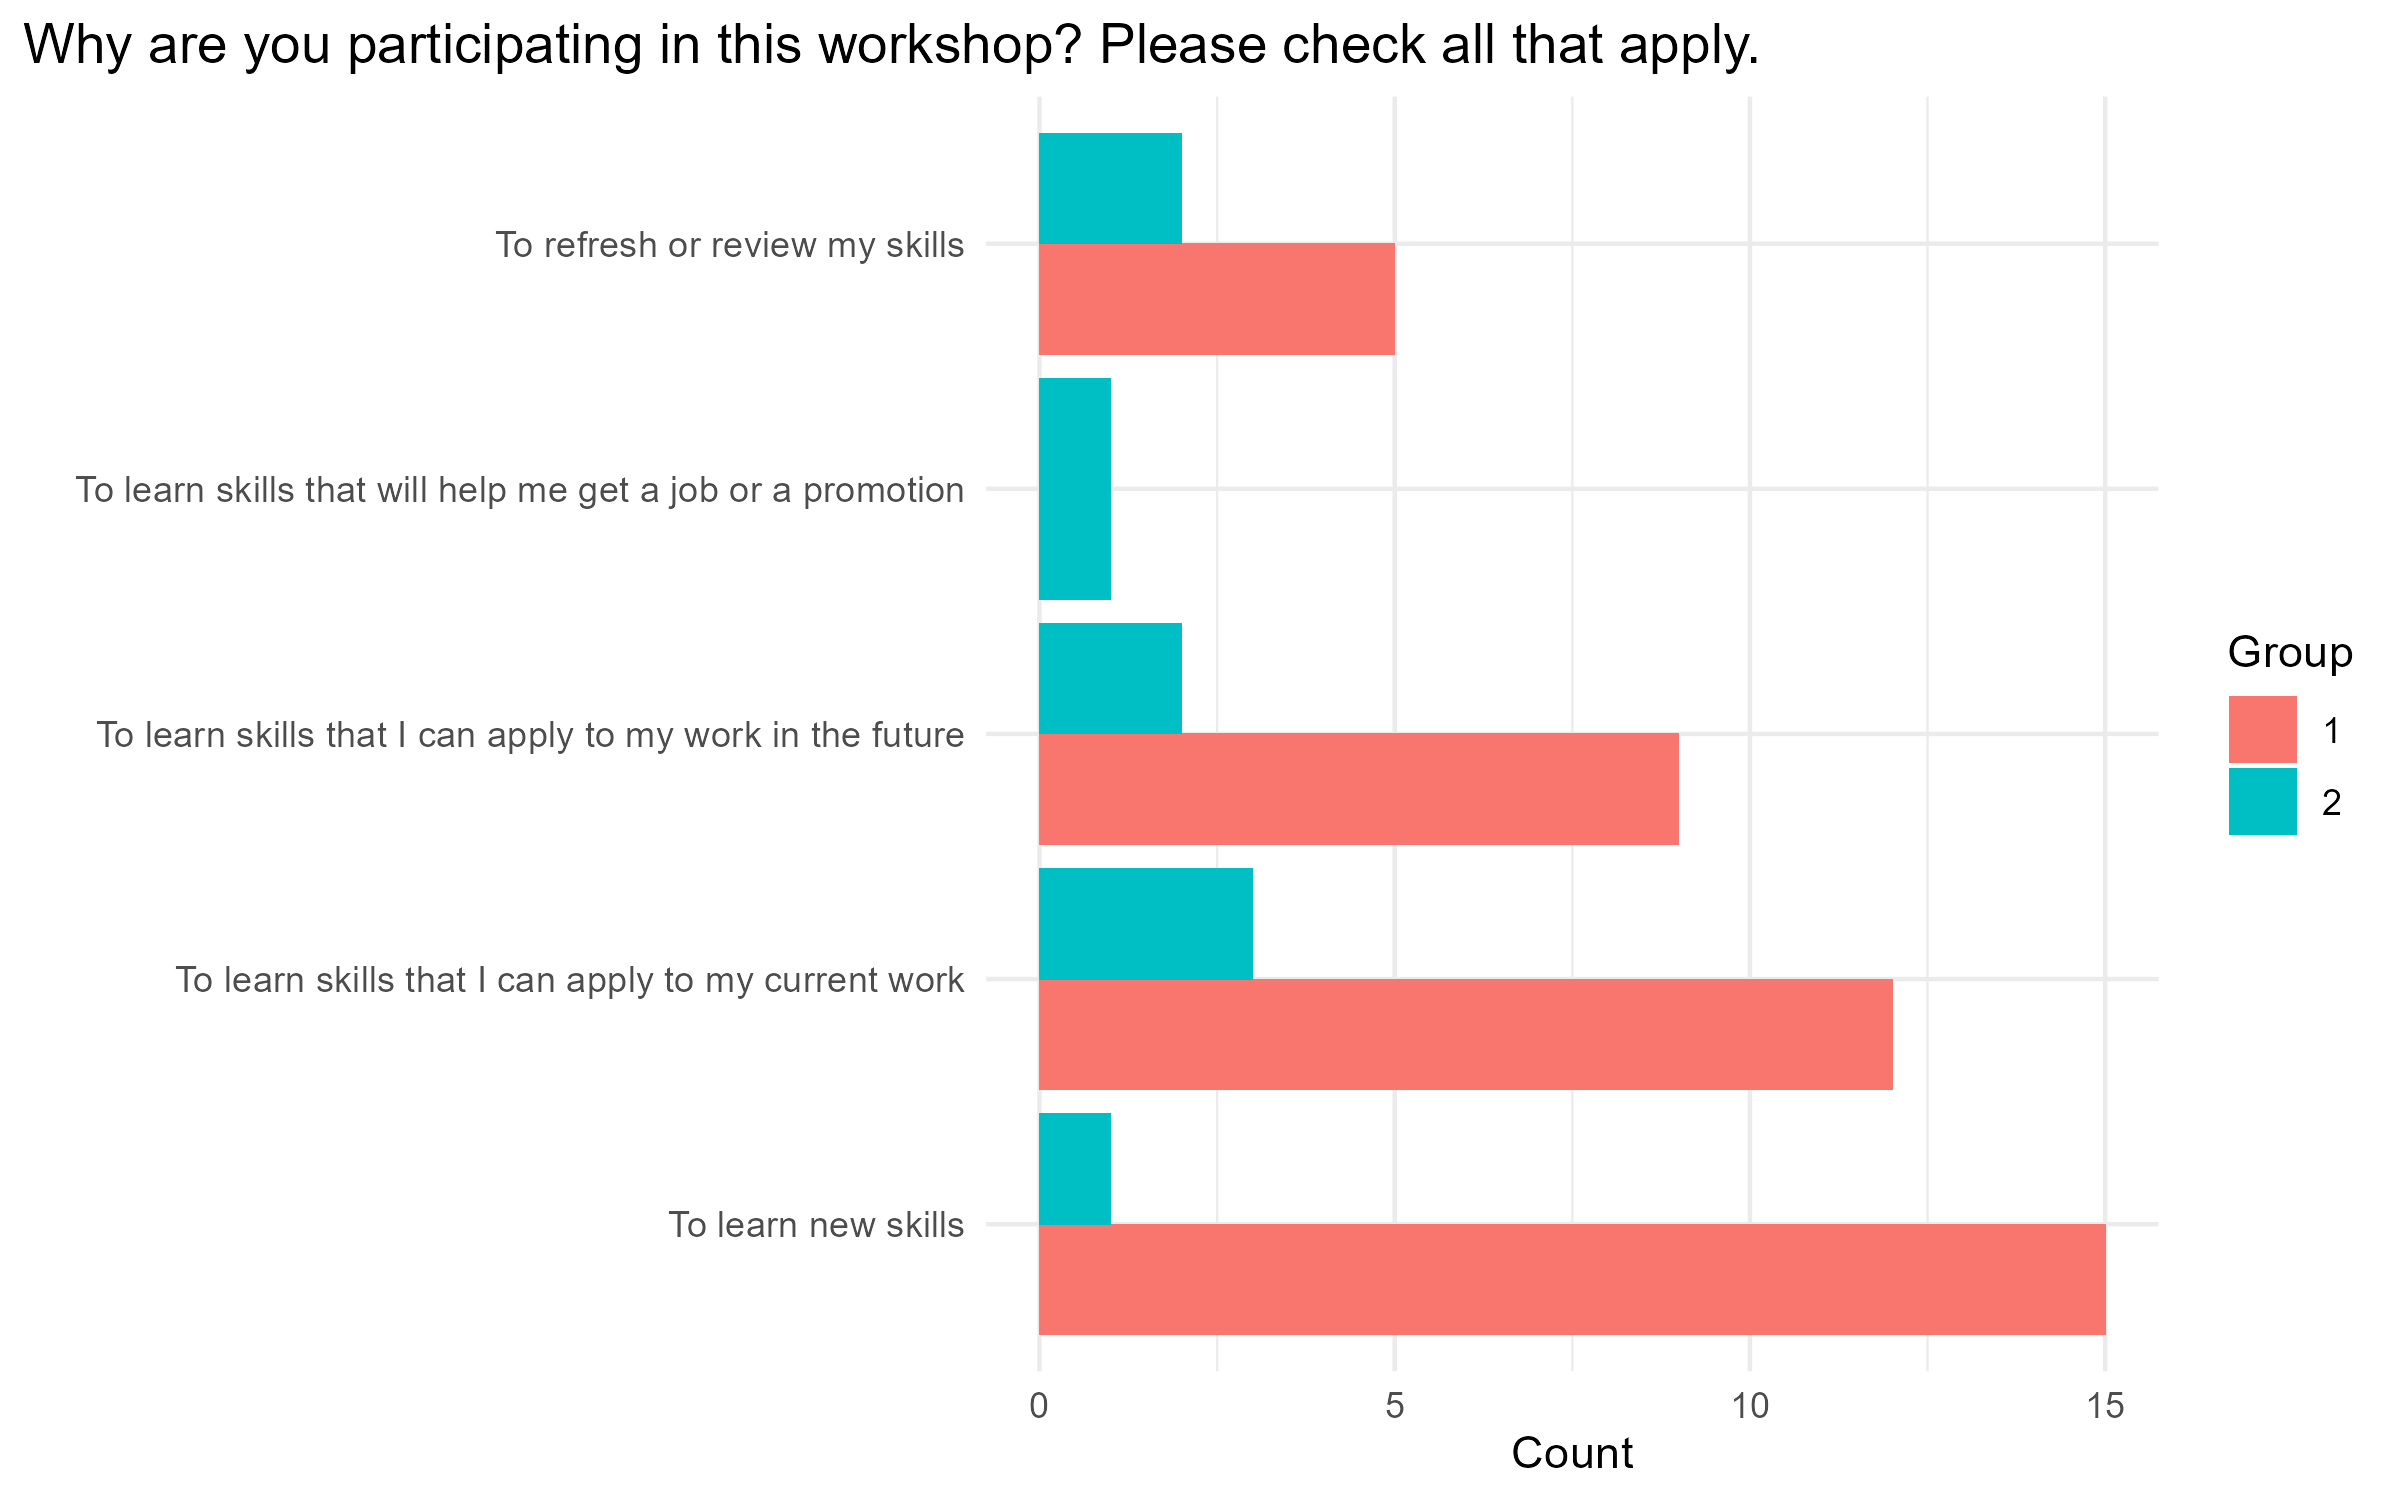 Why are you participating in this workshop? Please check all that apply.
To refresh or review my skills
To learn skills that will help me get a job or a promotion
To learn skills that I can apply to my work in the future
To learn skills that I can apply to my current work
To learn new skills
0 5 10 15
Count
Group
1
2